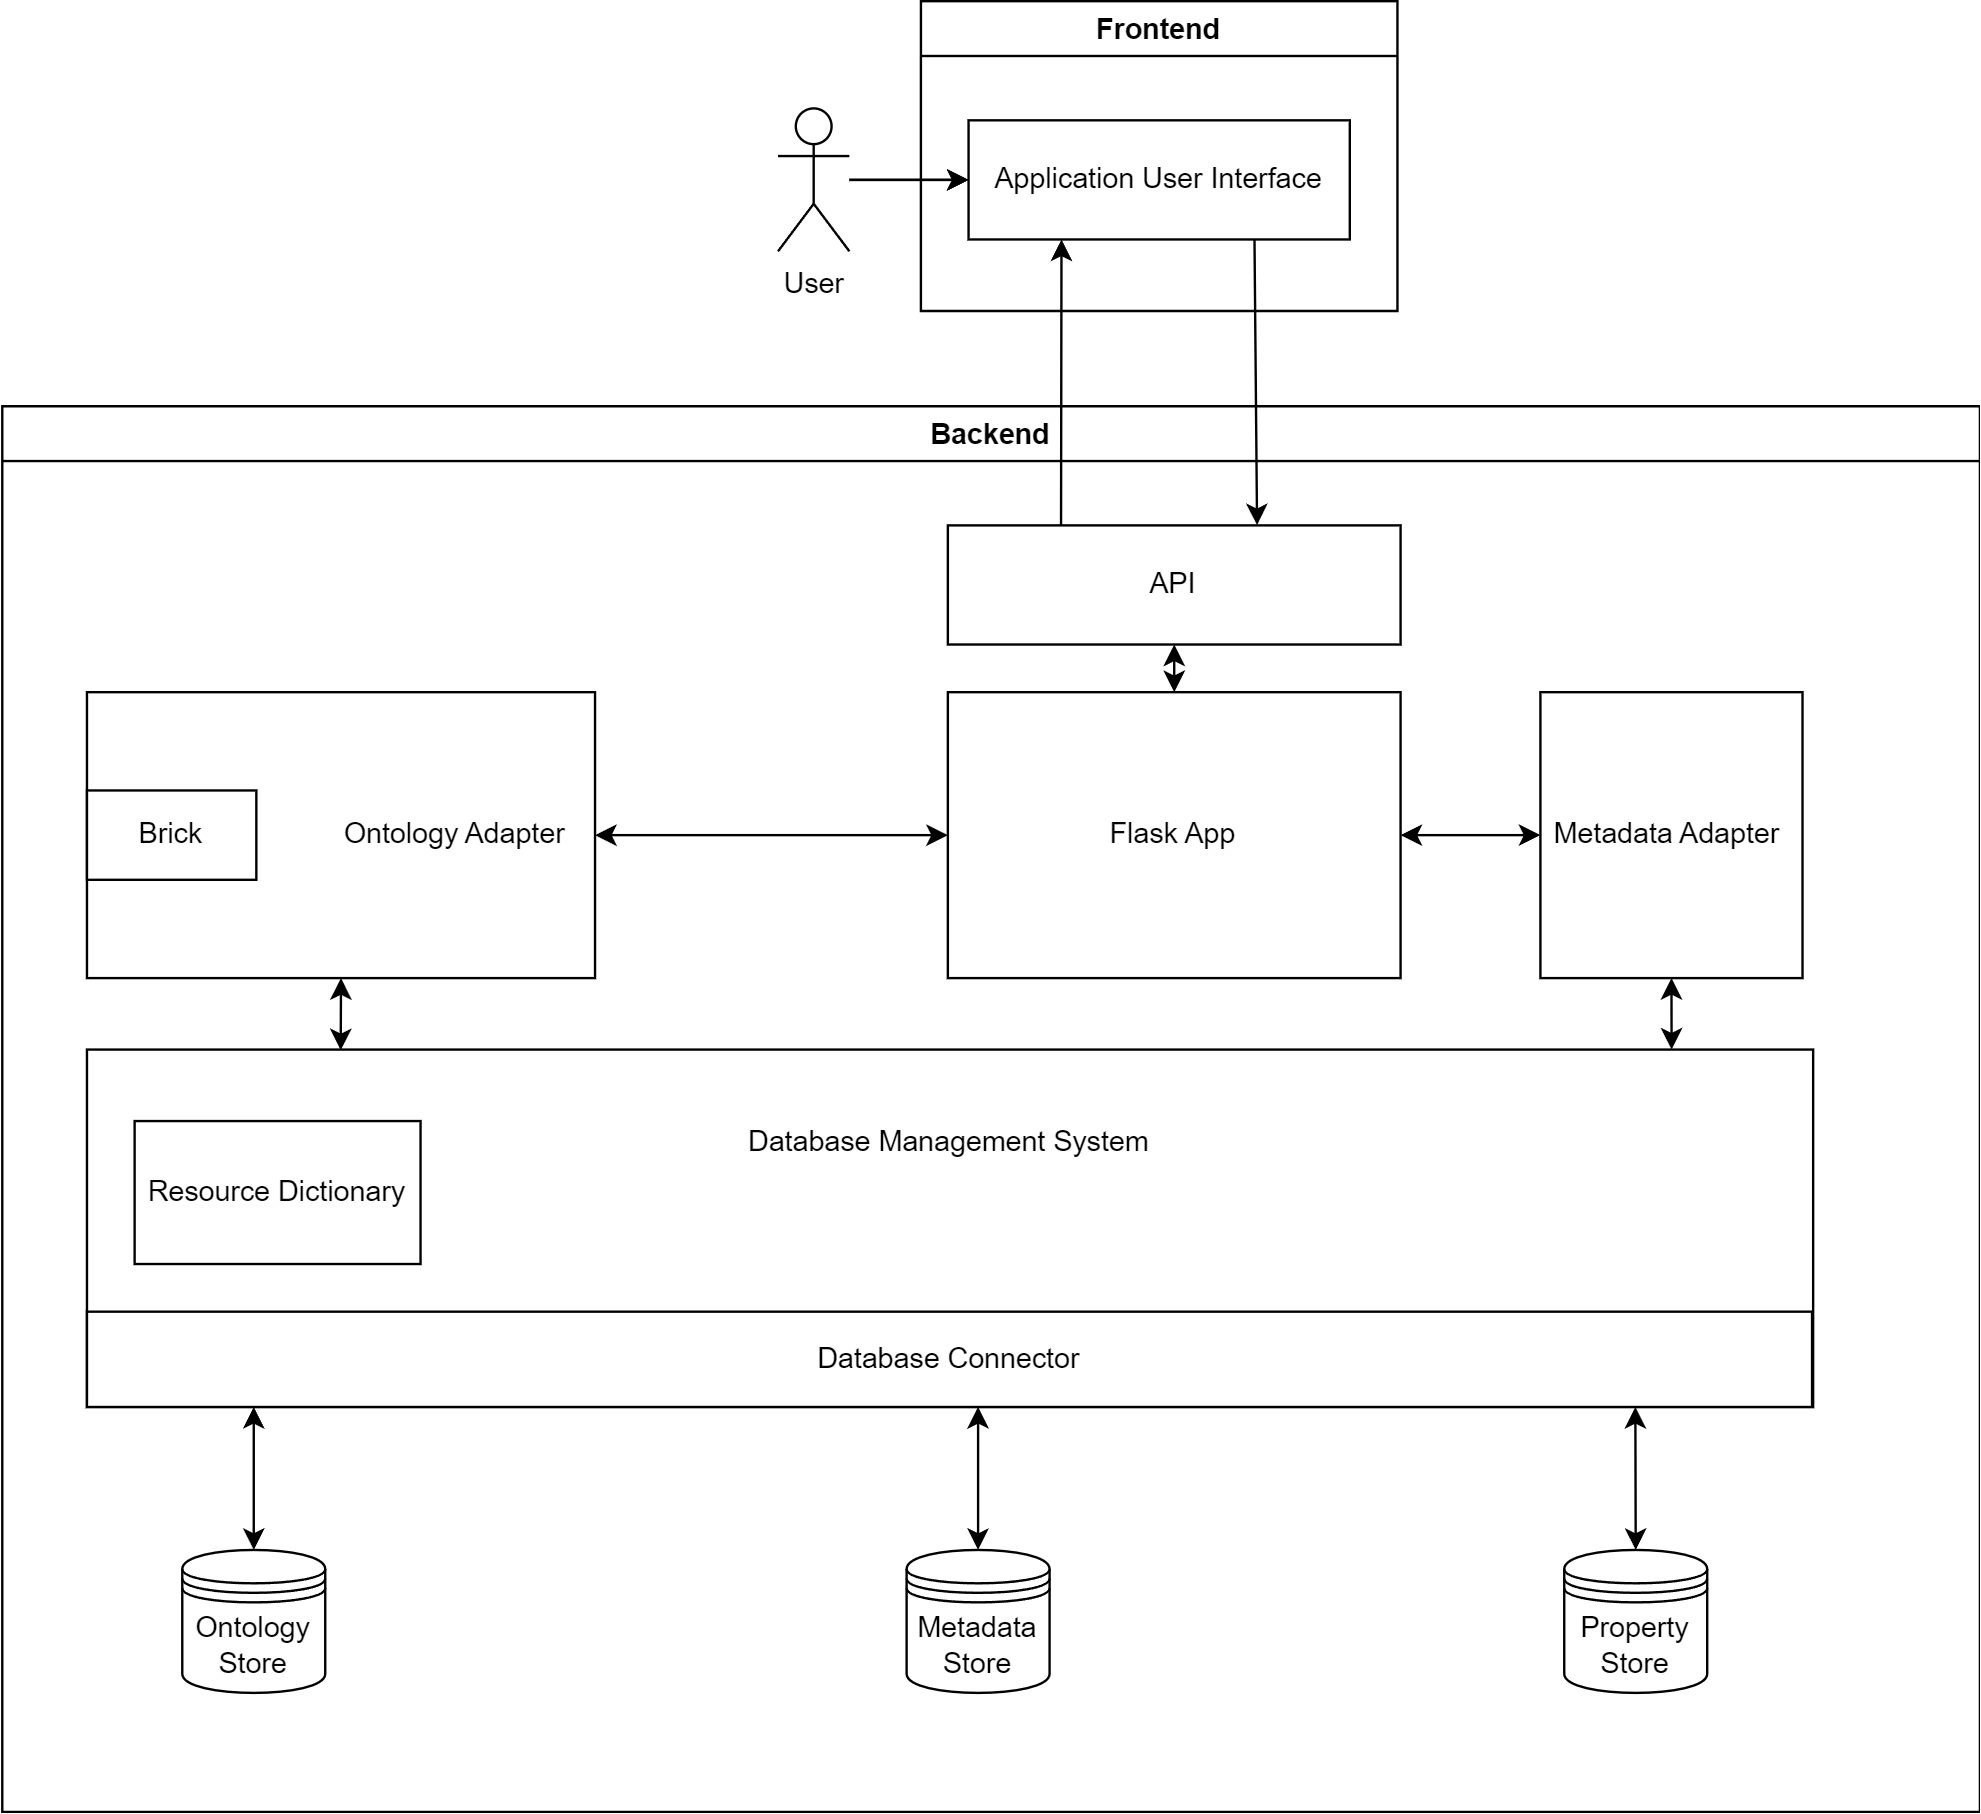 Frontend
Application User Interface
User
Backend
API
Brick
Ontology Adapter
Flask App
Metadata Adapter
Database Management System
Resource Dictionary
Database Connector
Ontology
Store
Metadata
Store
Property
Store